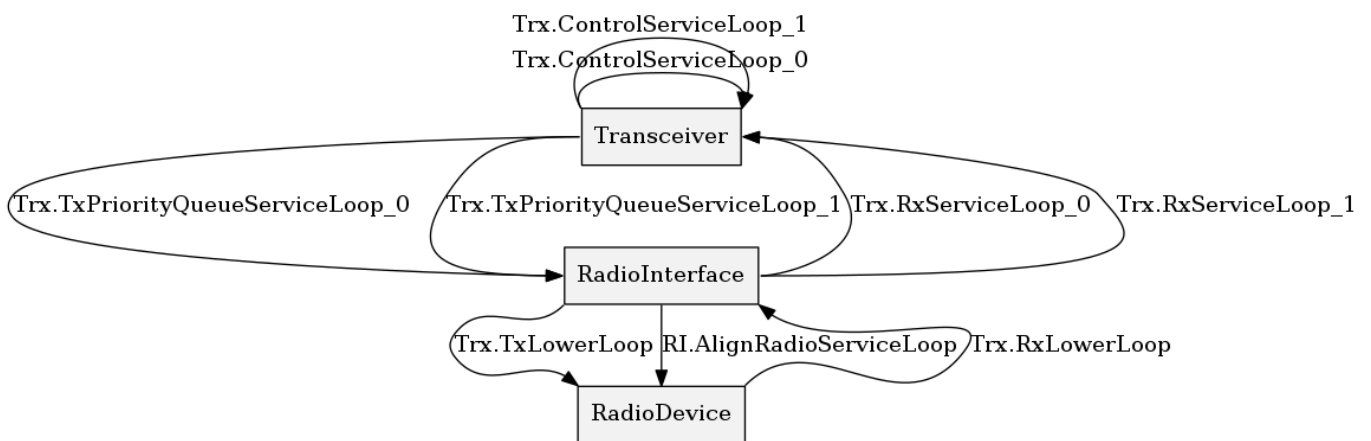 Trx.ControlServiceLoop_1
Trx.ControlServiceLoop_0
Transceiver
Trx.TxPriorityQueueServiceLoop_0
Trx.TxPriorityQueueServiceLoop_1
Trx.RxServiceLoop_0
Trx.RxServiceLoop_1
RadioInterface
Trx.TxLowerLoop
RI.AlignRadioServiceLoop
Trx.RxLowerLoop
RadioDevice